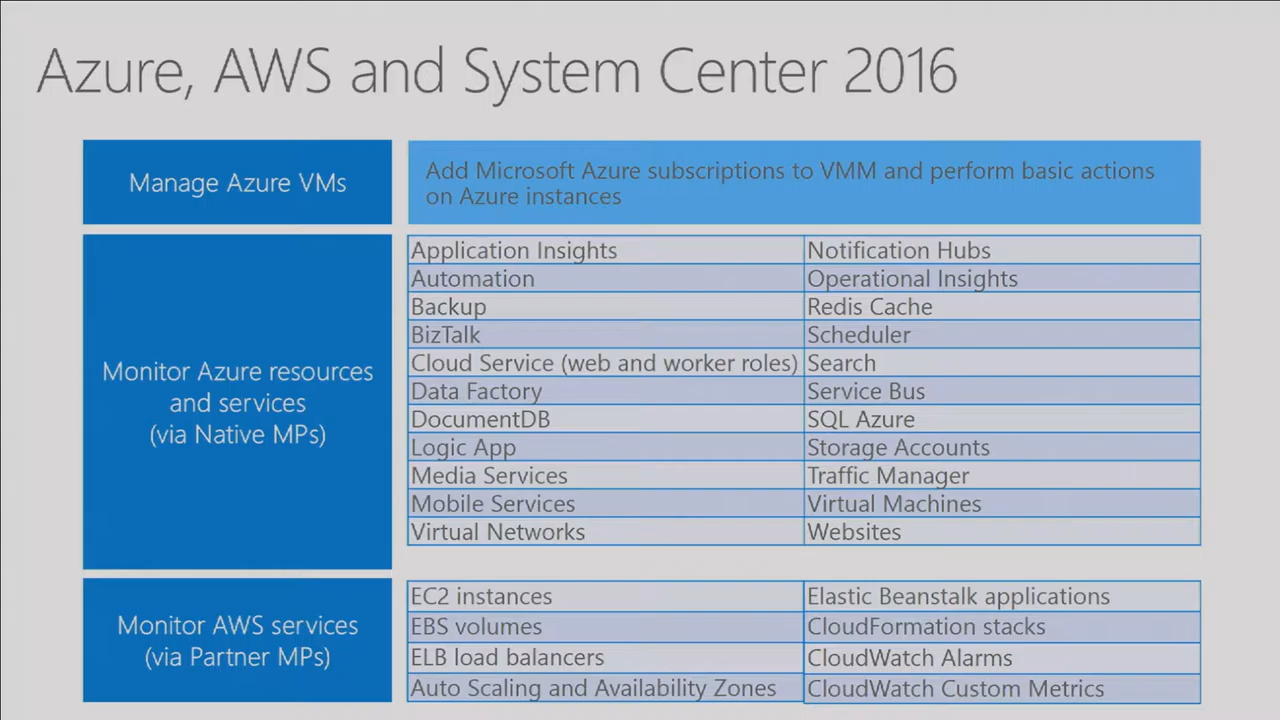 Azure, AWS and System Center 2016
Manage Azure VMs
Add Microsoft Azure subscriptions to VMM and perform basic actions
on Azure instances
Monitor Azure resources
and services
(via Native MPs)
Application Insights
Notification Hubs
Automation
Operational Insights
Backup
Redis Cache
BizTalk
Scheduler
Cloud Service (web and worker roles)
Search
Data Factory
Service Bus
DocumentDB
SQL Azure
Logic App
Storage Accounts
Media Services
Traffic Manager
Mobile Services
Virtual Machines
Virtual Networks
Websites
Monitor AWS services
(via Partner MPs)
EC2 instances
Elastic Beanstalk applications
EBS volumes
CloudFormation stacks
ELB load balancers
CloudWatch Alarms
Auto Scaling and Availability Zones
CloudWatch Custom Metrics